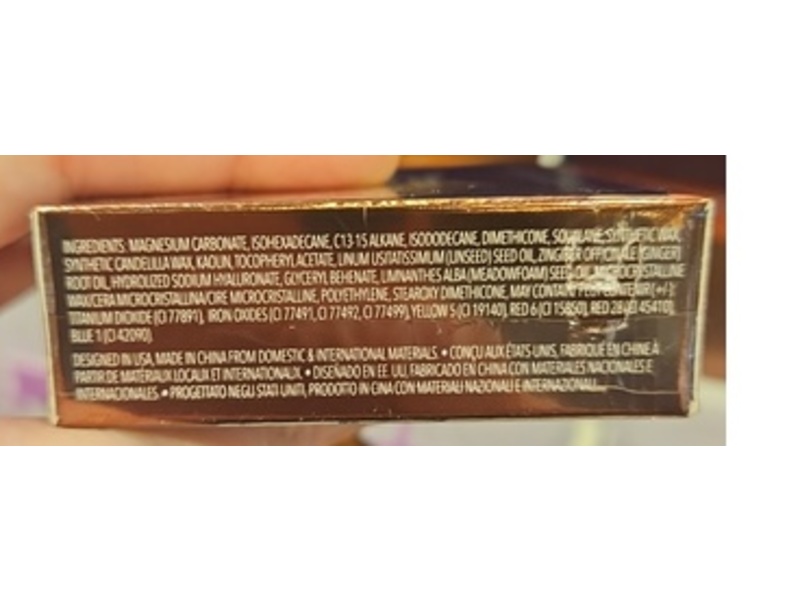 INGREDIENTS: MAGNESIUM CARBONATE, ISOHEXADECANE, C13-15 ALKANE, ISODODECANE, DIMETHICONE, SQUALANE, SYNTHETIC WAX,
SYNTHETIC CANDELILLA WAX, KAOLIN, TOCOPHERYL ACETATE, LINUM USITATISSIMUM (LINSEED) SEED OIL, ZINGIBER OFFICINALE (GINGER)
ROOT OIL, HYDROLIZED SODIUM HYALURONATE, GLYCERYL BEHENATE, LIMNANTHES ALBA (MEADOWFOAM) SEED OIL, MICROCRYSTALLINE
WAX/CERA MICROCRISTALLINA/CIRE MICROCRISTALLINE, POLYETHYLENE, STEAROXY DIMETHICONE, MAY CONTAIN/PEUT CONTENIR (+/-):
TITANIUM DIOXIDE (CI 77891), IRON OXIDES (CI 77491, CI 77492, CI 77499), YELLOW 5 (CI 19140), RED 6 (CI 15850), RED 28 (CI 45410),
BLUE 1 (CI 42090).
DESIGNED IN USA, MADE IN CHINA FROM DOMESTIC & INTERNATIONAL MATERIALS. • CONÇU AUX ÉTATS-UNIS, FABRIQUÉ EN CHINE À
PARTIR DE MATÉRIAUX LOCAUX ET INTERNATIONAUX. • DISEÑADO EN EE. UU. FABRICADO EN CHINA CON MATERIALES NACIONALES E
INTERNACIONALES. • PROGETTATO NEGLI STATI UNITI, PRODOTTO IN CINA CON MATERIALI NAZIONALI E INTERNAZIONALI.